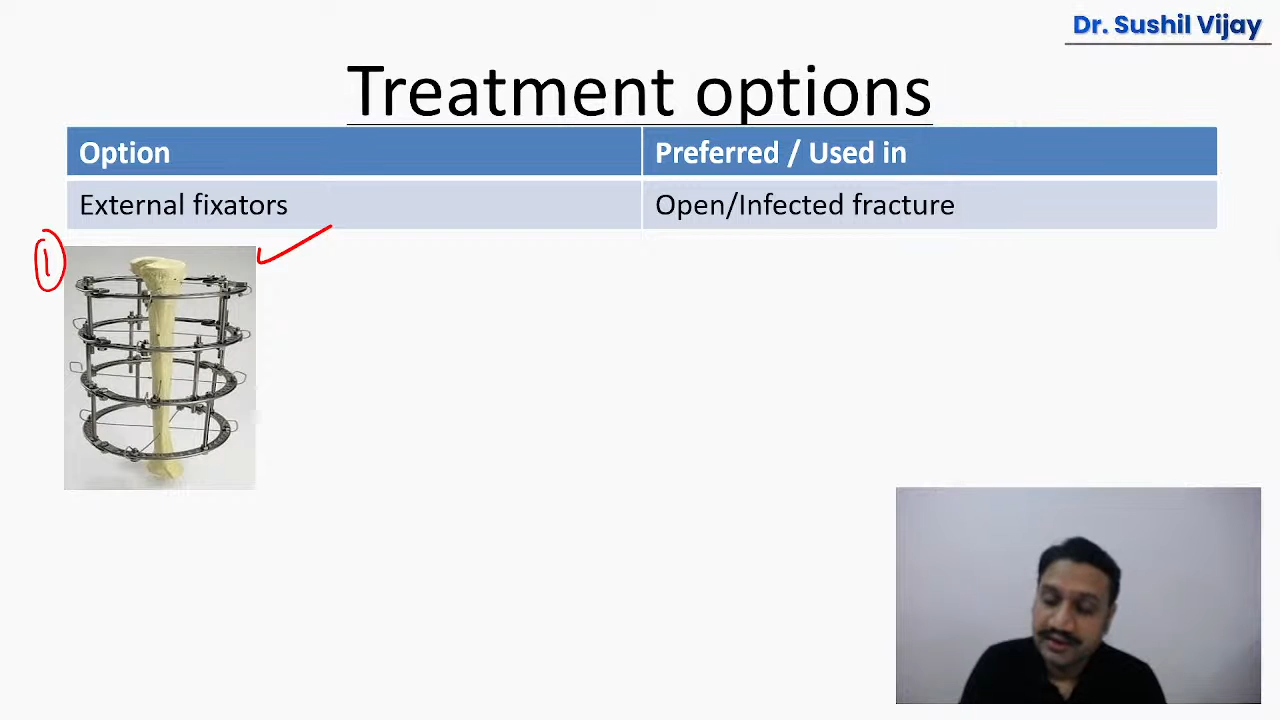 Dr. Sushil Vijay
Treatment options
Option Preferred / Used in
External fixators Open/Infected fracture
1